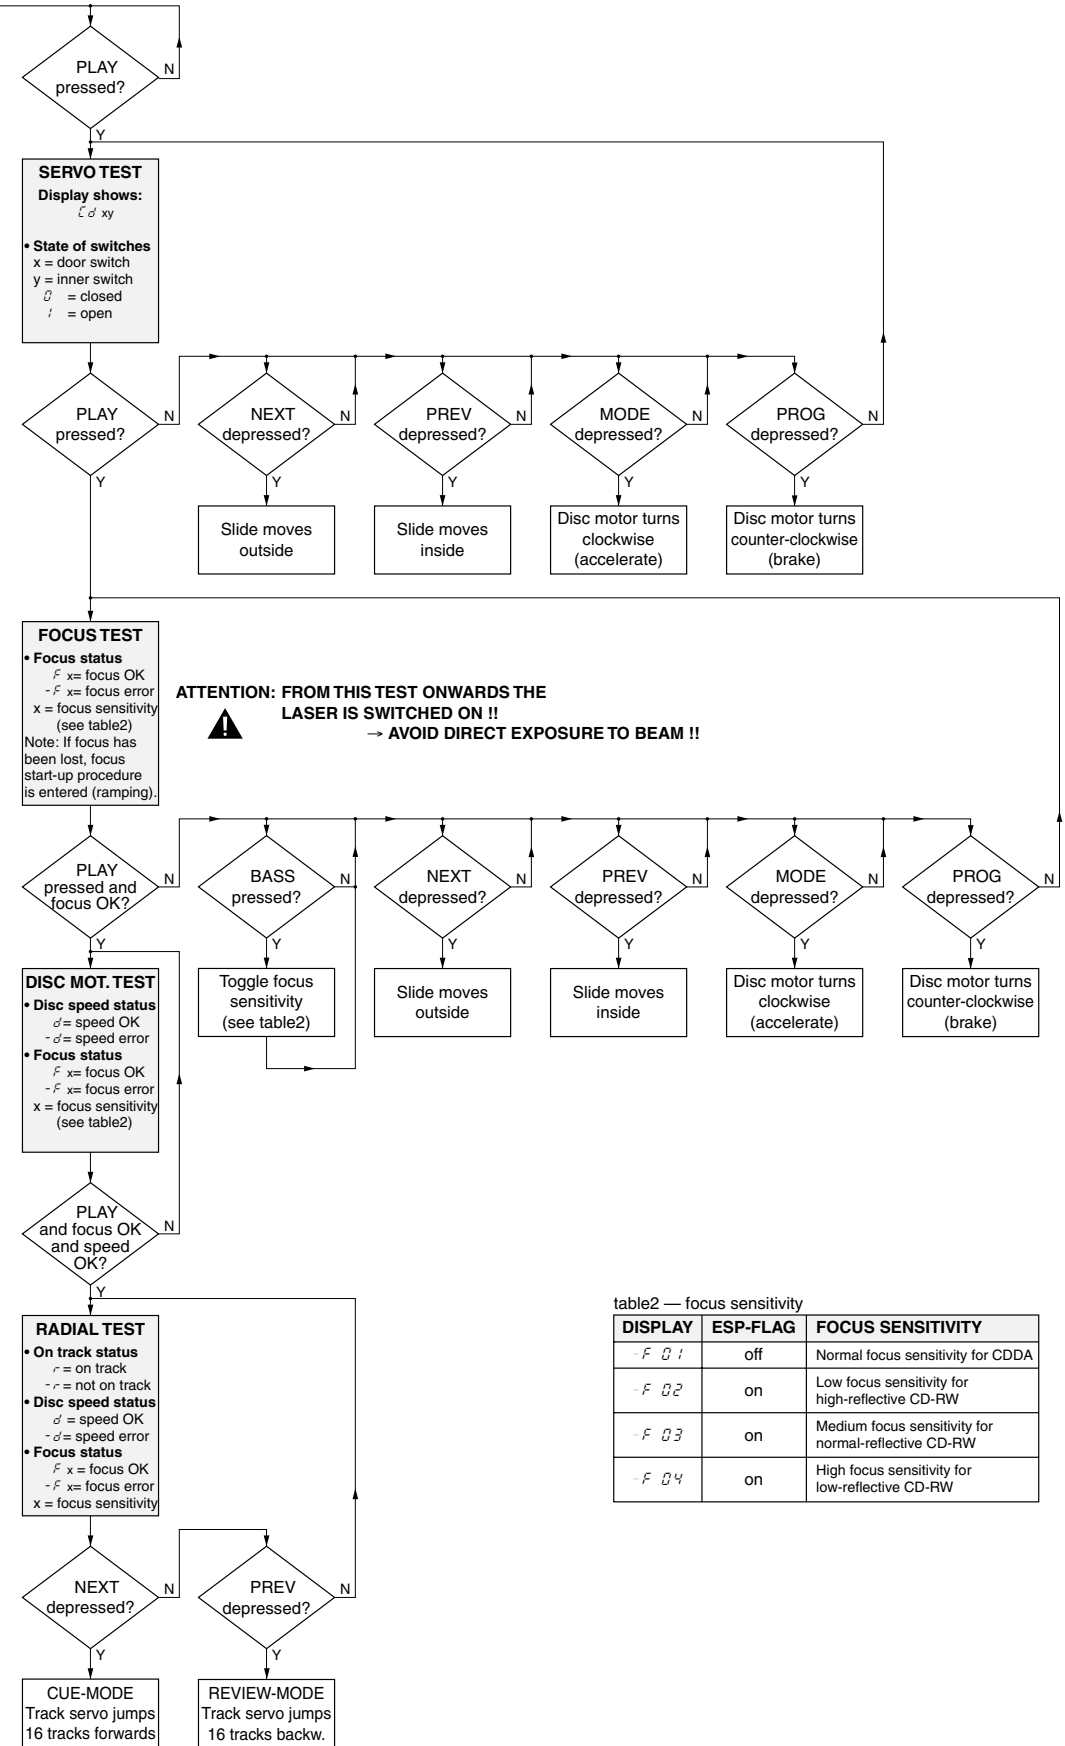 PLAY
pressed?
N
Y
SERVO TEST
Display shows:
Cd xy
• State of switches
x = door switch
y = inner switch
0 = closed
1 = open
PLAY
pressed?
N
Y
NEXT
depressed?
N
Y
PREV
depressed?
N
Y
MODE
depressed?
N
Y
PROG
depressed?
N
Y
Slide moves
outside
Slide moves
inside
Disc motor turns
clockwise
(accelerate)
Disc motor turns
counter-clockwise
(brake)
FOCUS TEST
• Focus status
F x= focus OK
-F x= focus error
x = focus sensitivity
(see table2)
Note: If focus has
been lost, focus
start-up procedure
is entered (ramping).
ATTENTION: FROM THIS TEST ONWARDS THE
LASER IS SWITCHED ON !!
→ AVOID DIRECT EXPOSURE TO BEAM !!
PLAY
pressed and
focus OK?
N
Y
BASS
pressed?
N
Y
NEXT
depressed?
N
Y
PREV
depressed?
N
Y
MODE
depressed?
N
Y
PROG
depressed?
N
Y
Toggle focus
sensitivity
(see table2)
Slide moves
outside
Slide moves
inside
Disc motor turns
clockwise
(accelerate)
Disc motor turns
counter-clockwise
(brake)
DISC MOT. TEST
• Disc speed status
d= speed OK
-d= speed error
• Focus status
F x= focus OK
-F x= focus error
x = focus sensitivity
(see table2)
PLAY
and focus OK
and speed
OK?
N
Y
RADIAL TEST
• On track status
r= on track
-r= not on track
• Disc speed status
d = speed OK
-d= speed error
• Focus status
F x = focus OK
-F x= focus error
x = focus sensitivity
NEXT
depressed?
N
Y
PREV
depressed?
N
Y
CUE-MODE
Track servo jumps
16 tracks forwards
REVIEW-MODE
Track servo jumps
16 tracks backw.
table2 — focus sensitivity
DISPLAY ESP-FLAG FOCUS SENSITIVITY
-F 01 off Normal focus sensitivity for CDDA
-F 02 on Low focus sensitivity for
high-reflective CD-RW
-F 03 on Medium focus sensitivity for
normal-reflective CD-RW
-F 04 on High focus sensitivity for
low-reflective CD-RW